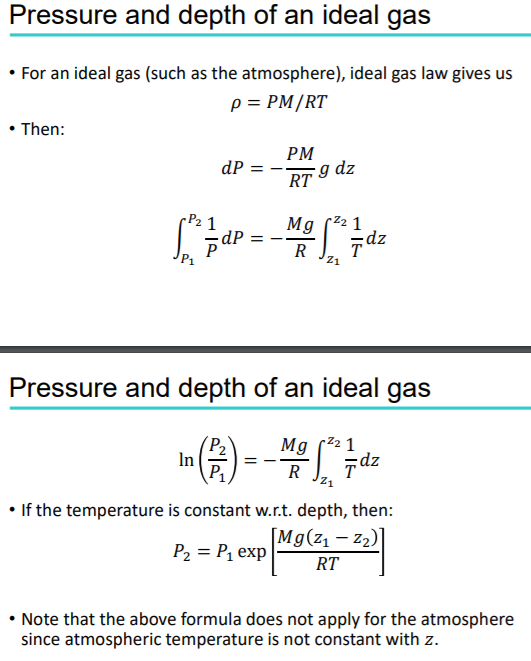 Pressure and depth of an ideal gas
• For an ideal gas (such as the atmosphere), ideal gas law gives us
ρ = PM/RT
• Then:
dP = −\frac{PM}{RT} g dz
\int_{P_1}^{P_2} \frac{1}{P} dP = −\frac{Mg}{R} \int_{z_1}^{z_2} \frac{1}{T} dz
Pressure and depth of an ideal gas
\ln\left(\frac{P_2}{P_1}\right) = −\frac{Mg}{R} \int_{z_1}^{z_2} \frac{1}{T} dz
• If the temperature is constant w.r.t. depth, then:
P_2 = P_1 \exp\left[\frac{Mg(z_1 − z_2)}{RT}\right]
• Note that the above formula does not apply for the atmosphere
since atmospheric temperature is not constant with z.